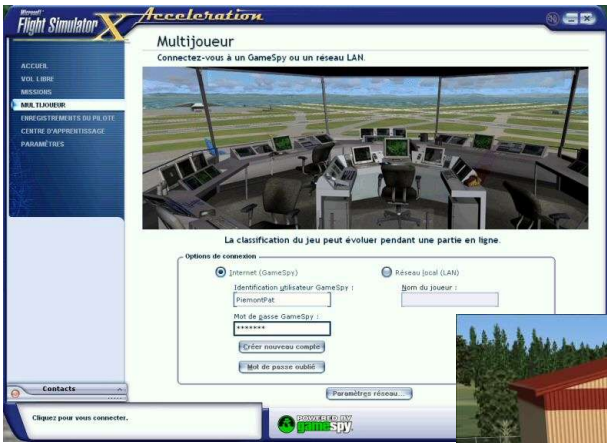 Microsoft
Flight Simulator X
Acceleration
Multijoueur
Connectez-vous à un GameSpy ou un réseau LAN.
ACCUEIL
VOL LIBRE
MISSIONS
MULTIJOUEUR
ENREGISTREMENTS DU PILOTE
CENTRE D'APPRENTISSAGE
PARAMÈTRES
La classification du jeu peut évoluer pendant une partie en ligne.
Options de connexion
Internet (GameSpy)
Réseau local (LAN)
Identification utilisateur GameSpy :
Nom du joueur :
PiemontPat
Mot de passe GameSpy :
*******
Créer nouveau compte
Mot de passe oublié
Paramètres réseau...
Contacts
Cliquez pour vous connecter.
POWERED BY
gamespy.